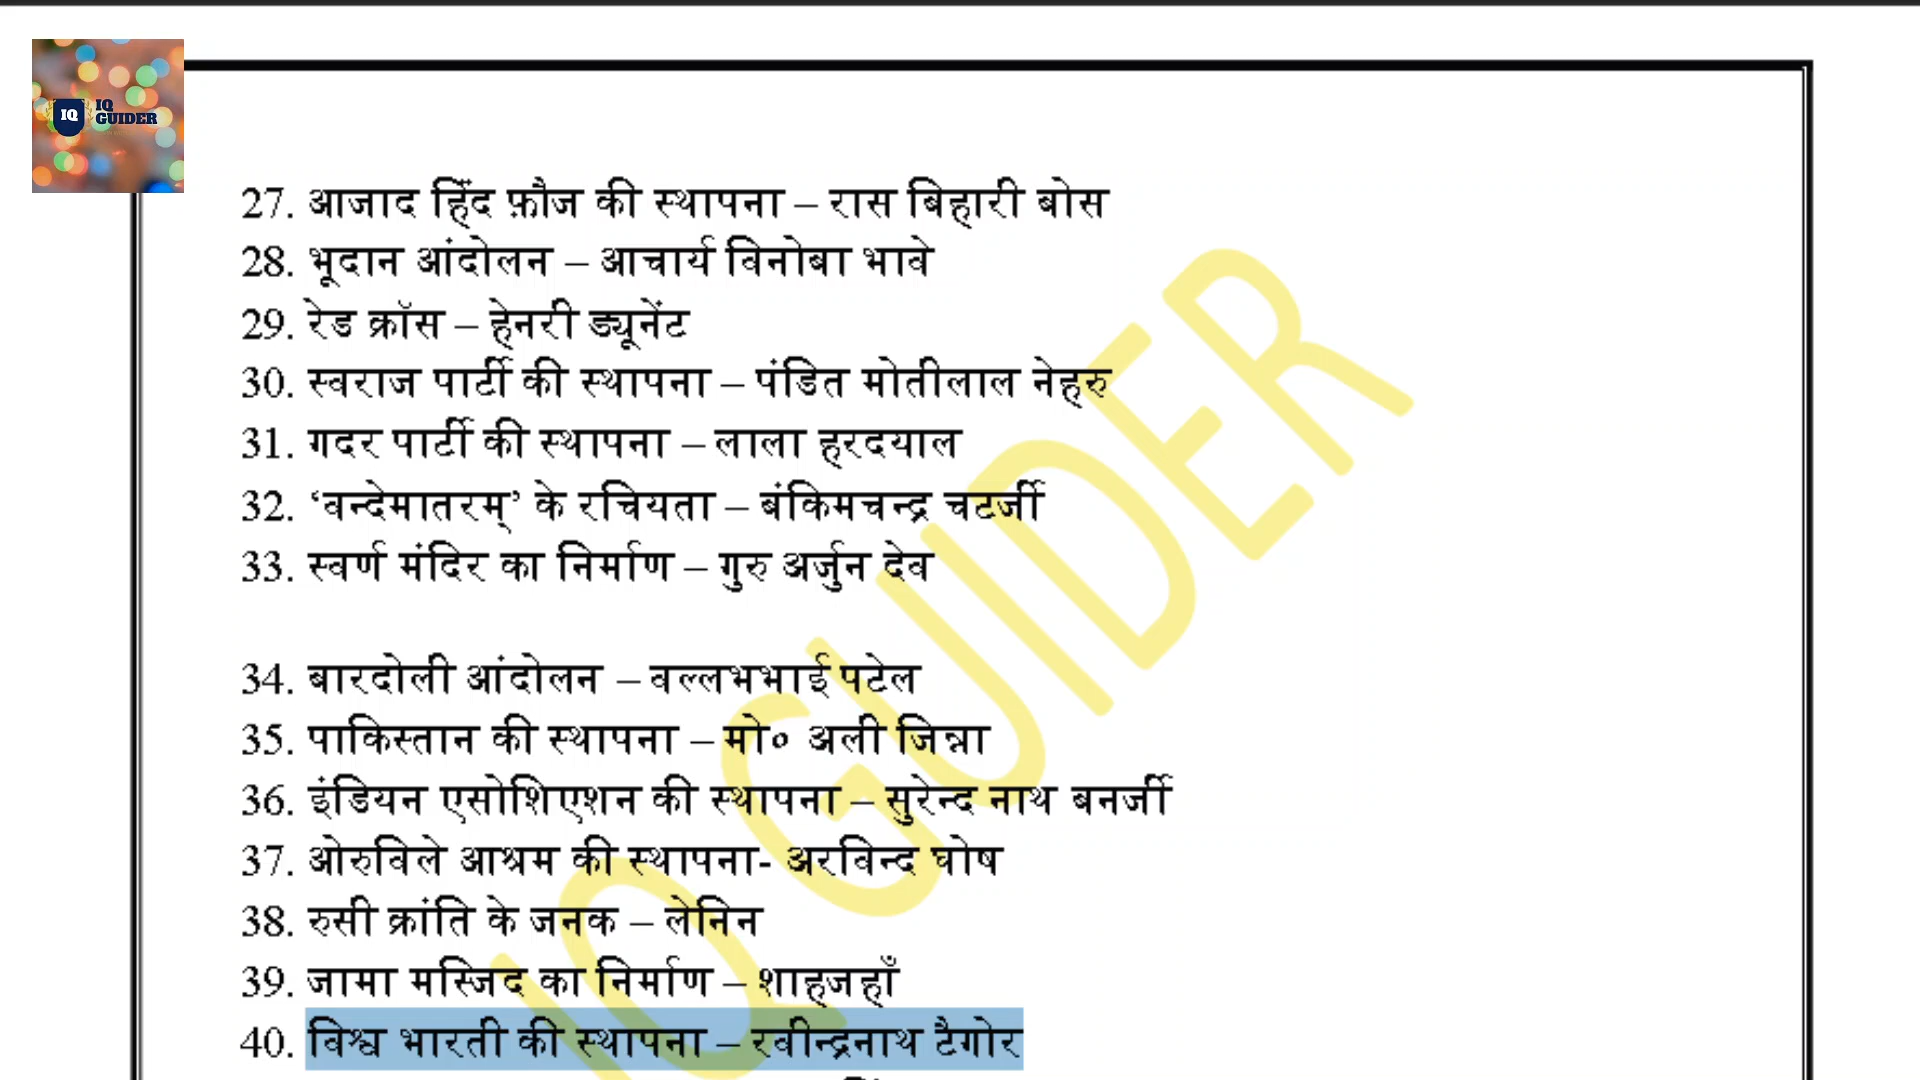 IQ
IQ
GUIDER
27. आजाद हिंद फ़ौज की स्थापना – रास बिहारी बोस
28. भूदान आंदोलन – आचार्य विनोबा भावे
29. रेड क्रॉस – हेनरी ड्यूनेंट
30. स्वराज पार्टी की स्थापना – पंडित मोतीलाल नेहरु
31. गदर पार्टी की स्थापना – लाला हरदयाल
32. ‘वन्देमातरम्’ के रचियता – बंकिमचन्द्र चटर्जी
33. स्वर्ण मंदिर का निर्माण – गुरु अर्जुन देव
34. बारदोली आंदोलन – वल्लभभाई पटेल
35. पाकिस्तान की स्थापना – मो० अली जिन्ना
36. इंडियन एसोशिएशन की स्थापना – सुरेन्द नाथ बनर्जी
37. ओरुविले आश्रम की स्थापना- अरविन्द घोष
38. रुसी क्रांति के जनक – लेनिन
39. जामा मस्जिद का निर्माण – शाहजहाँ
40. विश्व भारती की स्थापना – रवीन्द्रनाथ टैगोर
IQ GUIDER